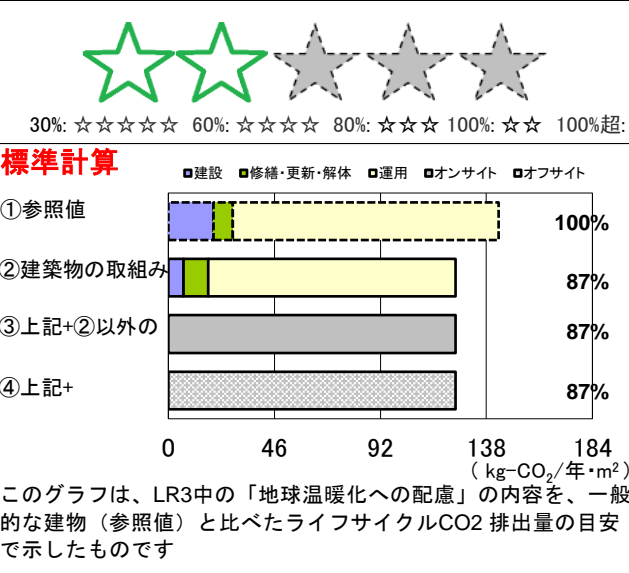 30%: ☆☆☆☆☆ 60%: ☆☆☆☆ 80%: ☆☆☆ 100%: ☆☆ 100%超:
標準計算
建設 修繕・更新・解体 運用 オンサイト オフサイト
①参照値 100%
②建築物の取組み 87%
③上記+②以外の 87%
④上記+ 87%
0 46 92 138 184
( kg-CO2/年・m²)
このグラフは、LR3中の「地球温暖化への配慮」の内容を、一般
的な建物（参照値）と比べたライフサイクルCO2 排出量の目安
で示したものです